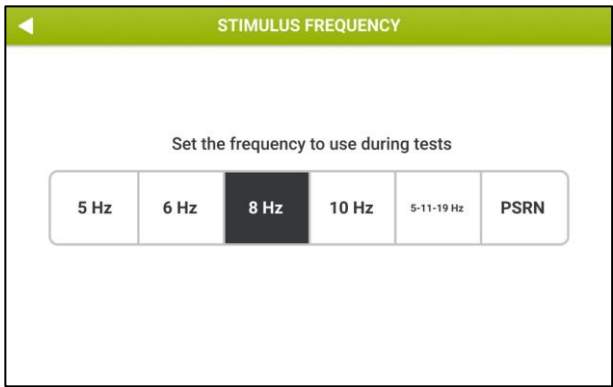 STIMULUS FREQUENCY
Set the frequency to use during tests
5 Hz 6 Hz 8 Hz 10 Hz 5-11-19 Hz PSRN